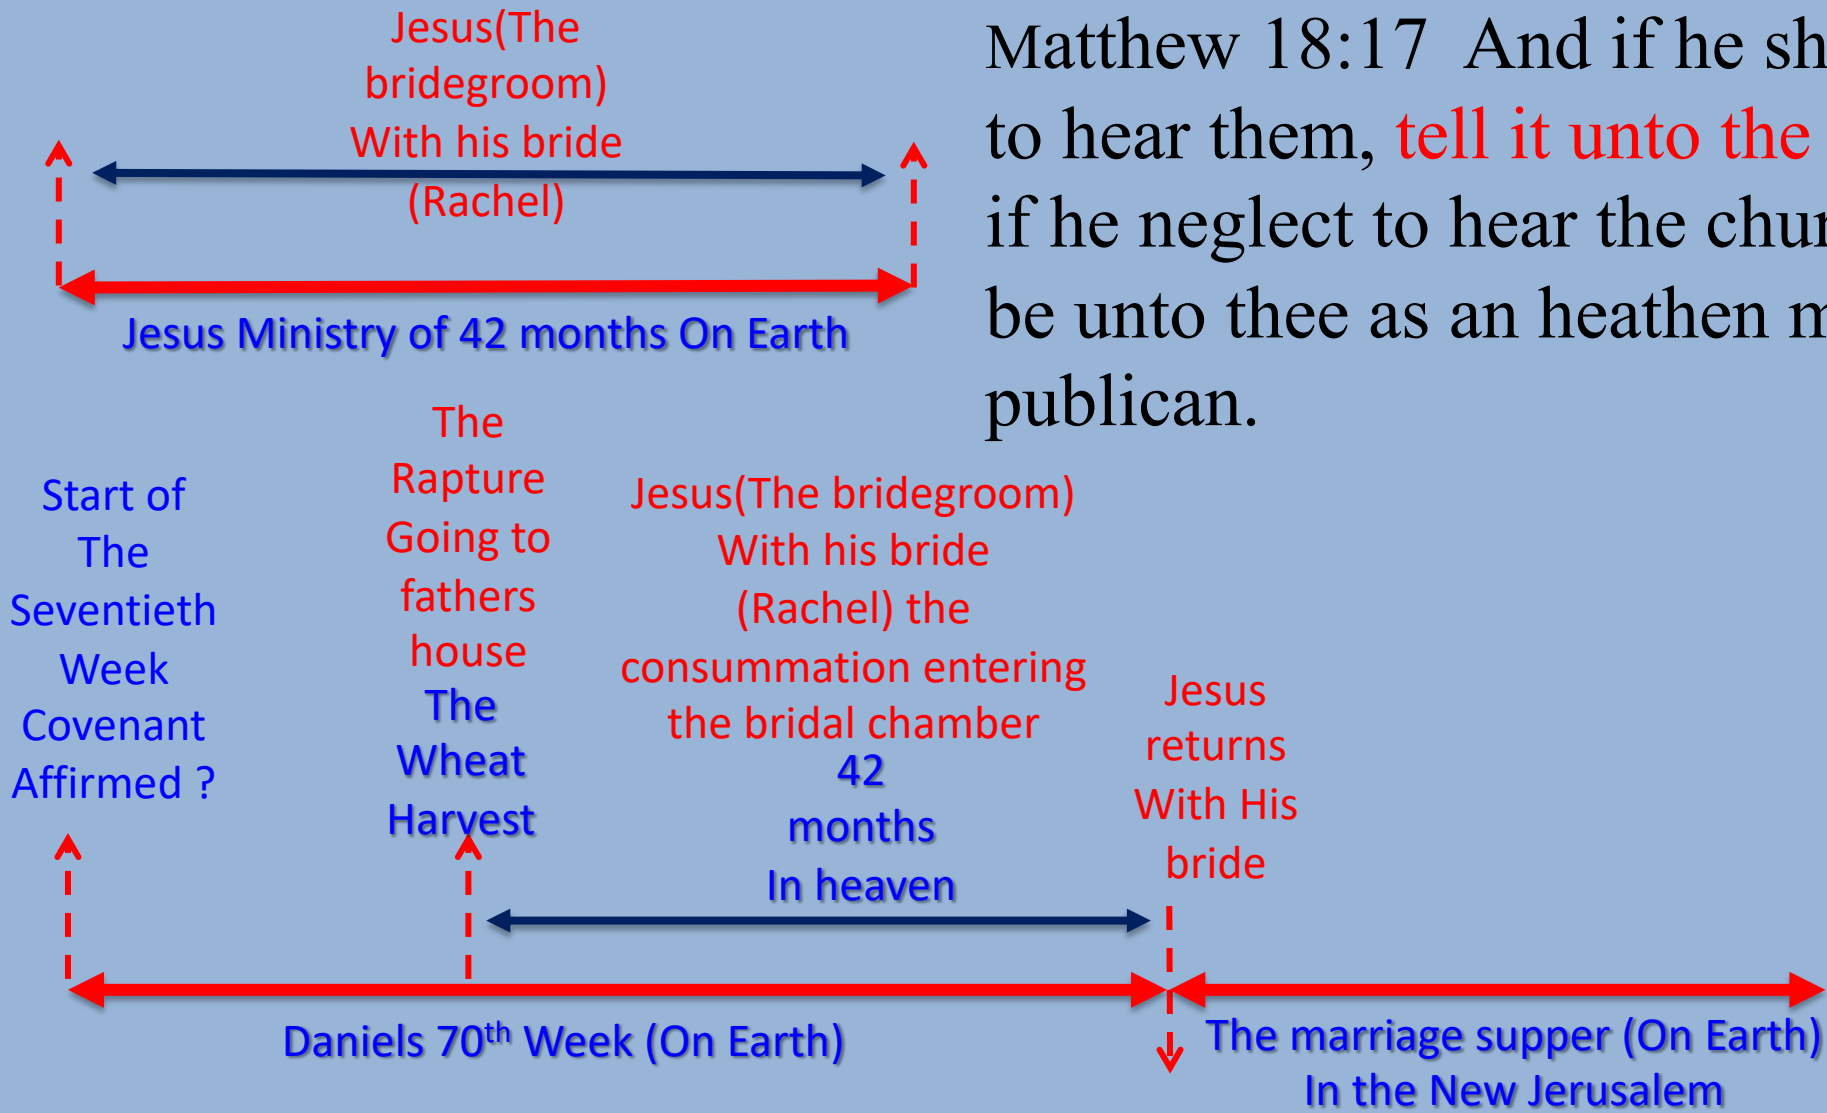 Jesus(The
bridegroom)
With his bride
(Rachel)
Jesus Ministry of 42 months On Earth
Matthew 18:17  And if he
to hear them, tell it unto the
if he neglect to hear the
be unto thee as an heathen
publican.
Start of
The
Seventieth
Week
Covenant
Affirmed ?
The
Rapture
Going to
fathers
house
The
Wheat
Harvest
Jesus(The bridegroom)
With his bride
(Rachel) the
consummation entering
the bridal chamber
42
months
In heaven
Jesus
returns
With His
bride
Daniels 70th Week (On Earth)
The marriage supper (On Earth)
In the New Jerusalem